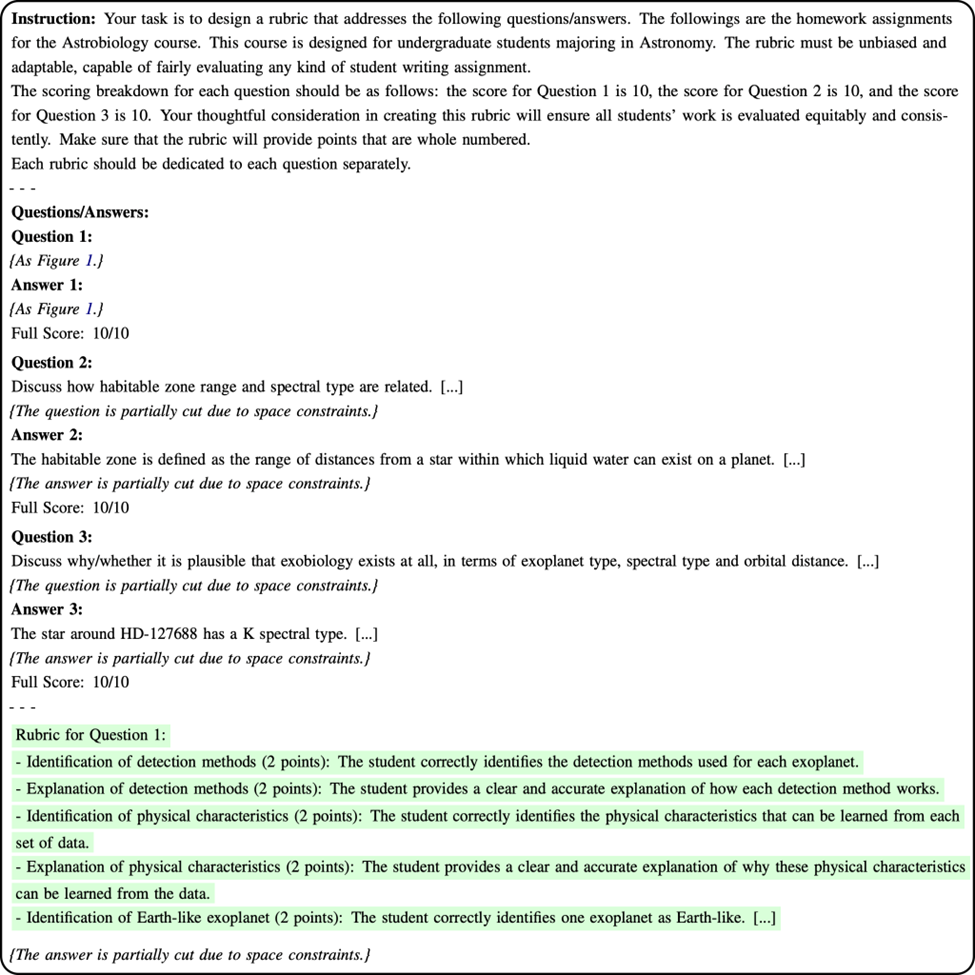 Instruction: Your task is to design a rubric that addresses the following questions/answers. The followings are the homework assignments
for the Astrobiology course. This course is designed for undergraduate students majoring in Astronomy. The rubric must be unbiased and
adaptable, capable of fairly evaluating any kind of student writing assignment.
The scoring breakdown for each question should be as follows: the score for Question 1 is 10, the score for Question 2 is 10, and the score
for Question 3 is 10. Your thoughtful consideration in creating this rubric will ensure all students' work is evaluated equitably and consis-
tently. Make sure that the rubric will provide points that are whole numbered.
Each rubric should be dedicated to each question separately.
- - -
Questions/Answers:
Question 1:
{As Figure 1.}
Answer 1:
{As Figure 1.}
Full Score: 10/10
Question 2:
Discuss how habitable zone range and spectral type are related. [...]
{The question is partially cut due to space constraints.}
Answer 2:
The habitable zone is defined as the range of distances from a star within which liquid water can exist on a planet. [...]
{The answer is partially cut due to space constraints.}
Full Score: 10/10
Question 3:
Discuss why/whether it is plausible that exobiology exists at all, in terms of exoplanet type, spectral type and orbital distance. [...]
{The question is partially cut due to space constraints.}
Answer 3:
The star around HD-127688 has a K spectral type. [...]
{The answer is partially cut due to space constraints.}
Full Score: 10/10
- - -
Rubric for Question 1:
- Identification of detection methods (2 points): The student correctly identifies the detection methods used for each exoplanet.
- Explanation of detection methods (2 points): The student provides a clear and accurate explanation of how each detection method works.
- Identification of physical characteristics (2 points): The student correctly identifies the physical characteristics that can be learned from each
set of data.
- Explanation of physical characteristics (2 points): The student provides a clear and accurate explanation of why these physical characteristics
can be learned from the data.
- Identification of Earth-like exoplanet (2 points): The student correctly identifies one exoplanet as Earth-like. [...]
{The answer is partially cut due to space constraints.}